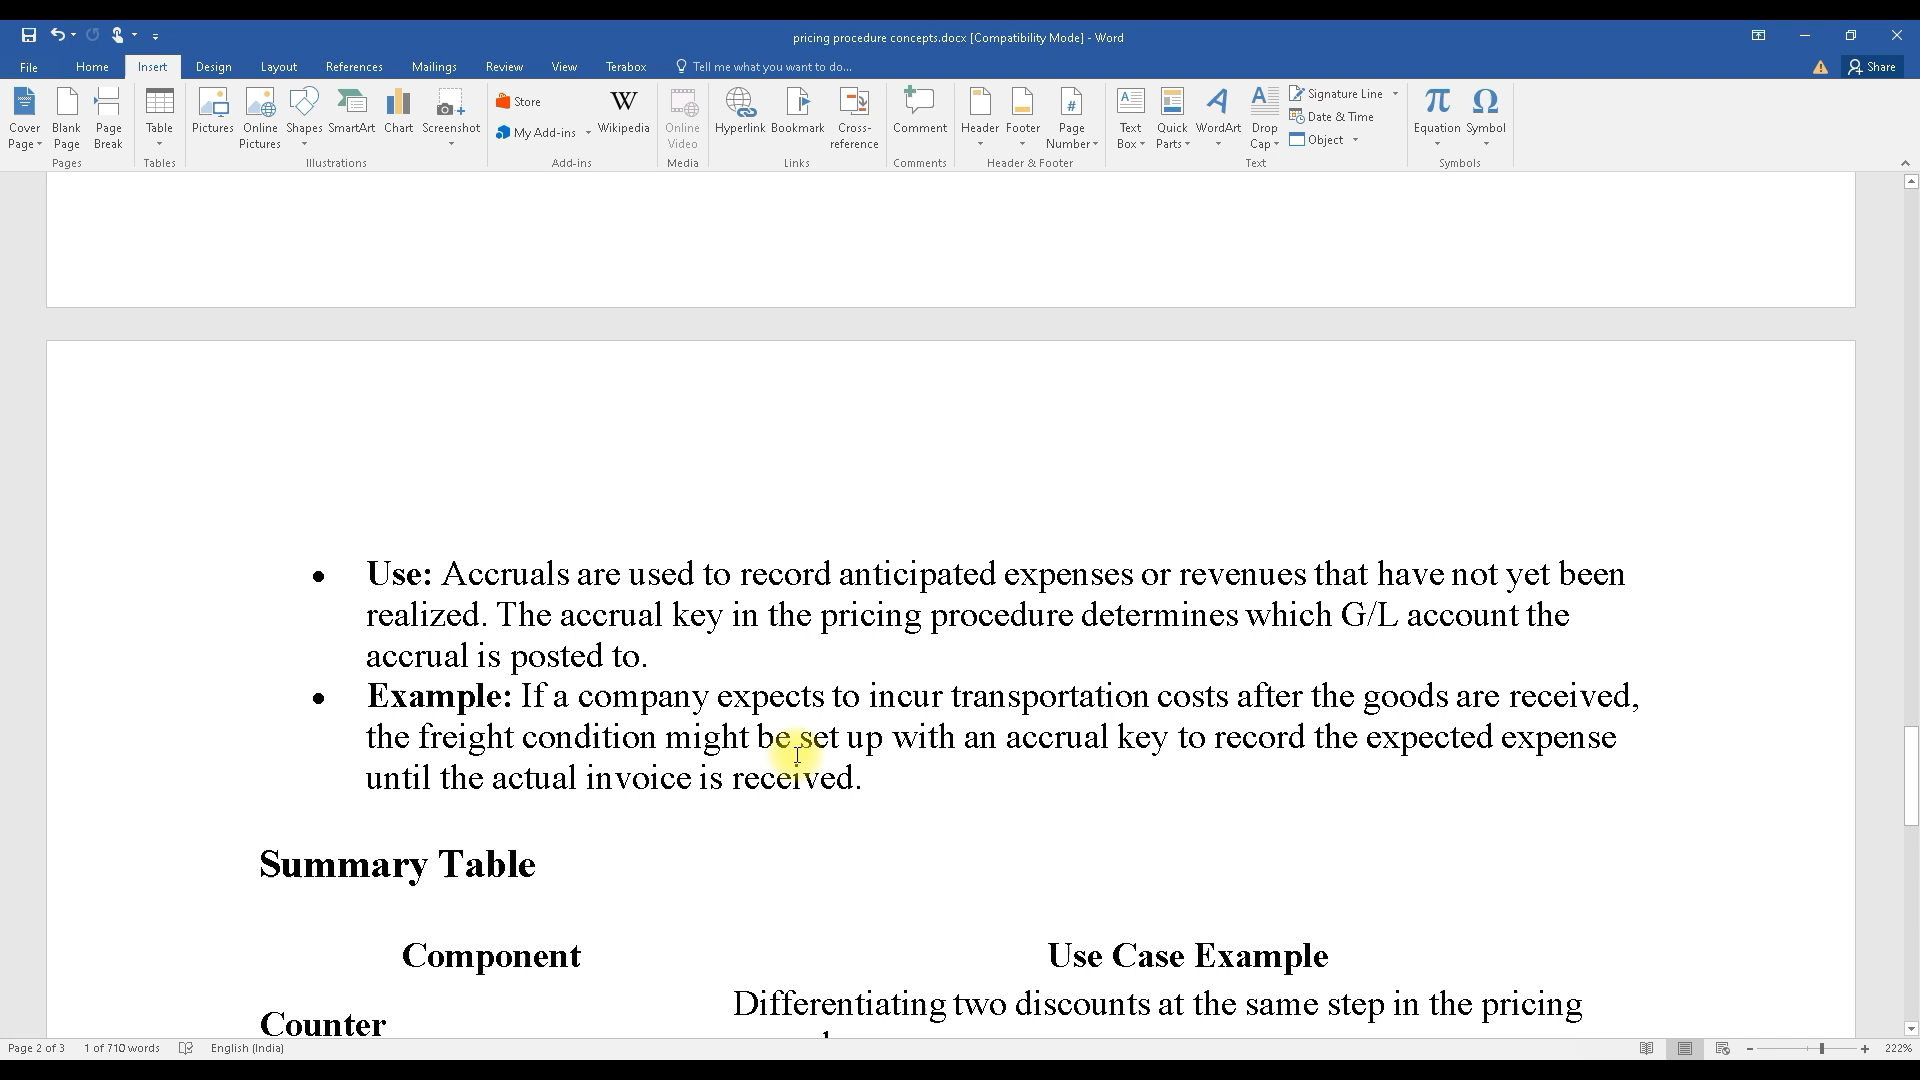 pricing procedure concepts.docx [Compatibility Mode] - Word
File Home Insert Design Layout References Mailings Review View Terabox Tell me what you want to do... Share
Cover Page
Blank Page
Page Break
Pages
Table
Tables
Pictures
Online Pictures
Shapes
SmartArt
Chart
Screenshot
Illustrations
Store
My Add-ins
W
Wikipedia
Add-ins
Online Video
Media
Hyperlink
Bookmark
Cross-reference
Links
Comment
Comments
Header
Footer
Page Number
Header & Footer
Text Box
Quick Parts
WordArt
Drop Cap
Signature Line
Date & Time
Object
Text
π
Equation
Ω
Symbol
Symbols
• Use: Accruals are used to record anticipated expenses or revenues that have not yet been
realized. The accrual key in the pricing procedure determines which G/L account the
accrual is posted to.
• Example: If a company expects to incur transportation costs after the goods are received,
the freight condition might be set up with an accrual key to record the expected expense
until the actual invoice is received.
Summary Table
Component Use Case Example
Differentiating two discounts at the same step in the pricing
Counter
Page 2 of 3 1 of 710 words English (India) 222%